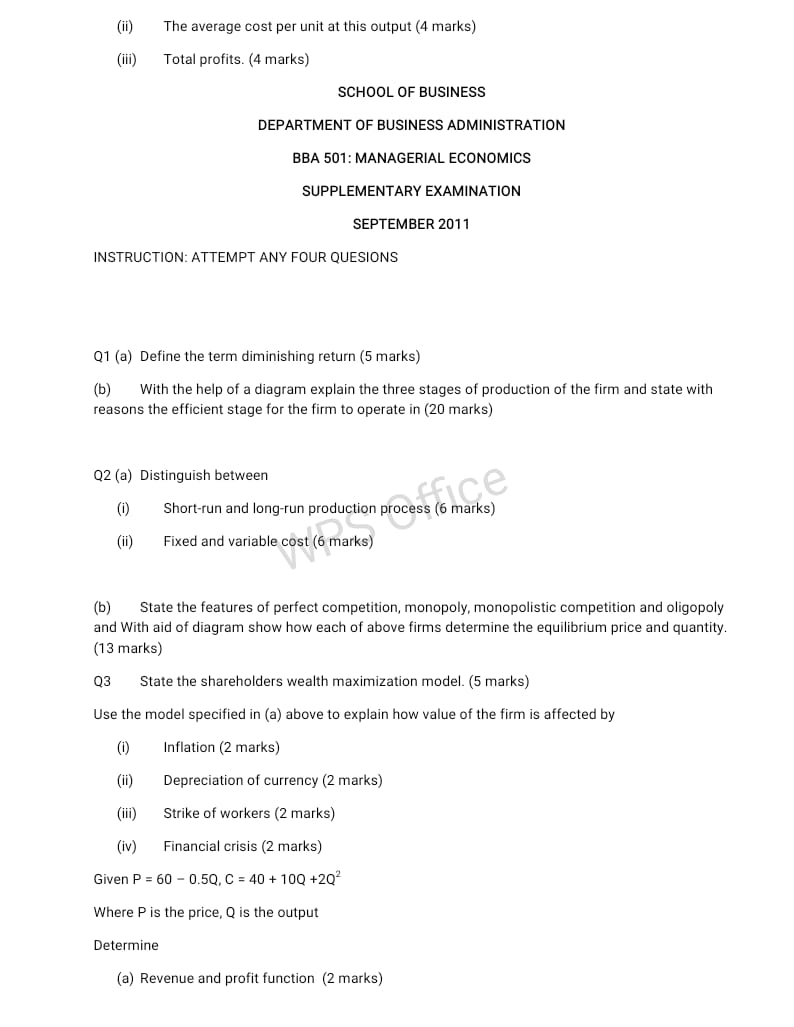 (ii) The average cost per unit at this output (4 marks)
(iii) Total profits. (4 marks)
SCHOOL OF BUSINESS
DEPARTMENT OF BUSINESS ADMINISTRATION
BBA 501: MANAGERIAL ECONOMICS
SUPPLEMENTARY EXAMINATION
SEPTEMBER 2011
INSTRUCTION: ATTEMPT ANY FOUR QUESIONS
Q1 (a) Define the term diminishing return (5 marks)
(b) With the help of a diagram explain the three stages of production of the firm and state with
reasons the efficient stage for the firm to operate in (20 marks)
Q2 (a) Distinguish between
(i) Short-run and long-run production process (6 marks)
(ii) Fixed and variable cost (6 marks)
WPS Office
(b) State the features of perfect competition, monopoly, monopolistic competition and oligopoly
and With aid of diagram show how each of above firms determine the equilibrium price and quantity.
(13 marks)
Q3 State the shareholders wealth maximization model. (5 marks)
Use the model specified in (a) above to explain how value of the firm is affected by
(i) Inflation (2 marks)
(ii) Depreciation of currency (2 marks)
(iii) Strike of workers (2 marks)
(iv) Financial crisis (2 marks)
Given P = 60 – 0.5Q, C = 40 + 10Q +2Q²
Where P is the price, Q is the output
Determine
(a) Revenue and profit function (2 marks)